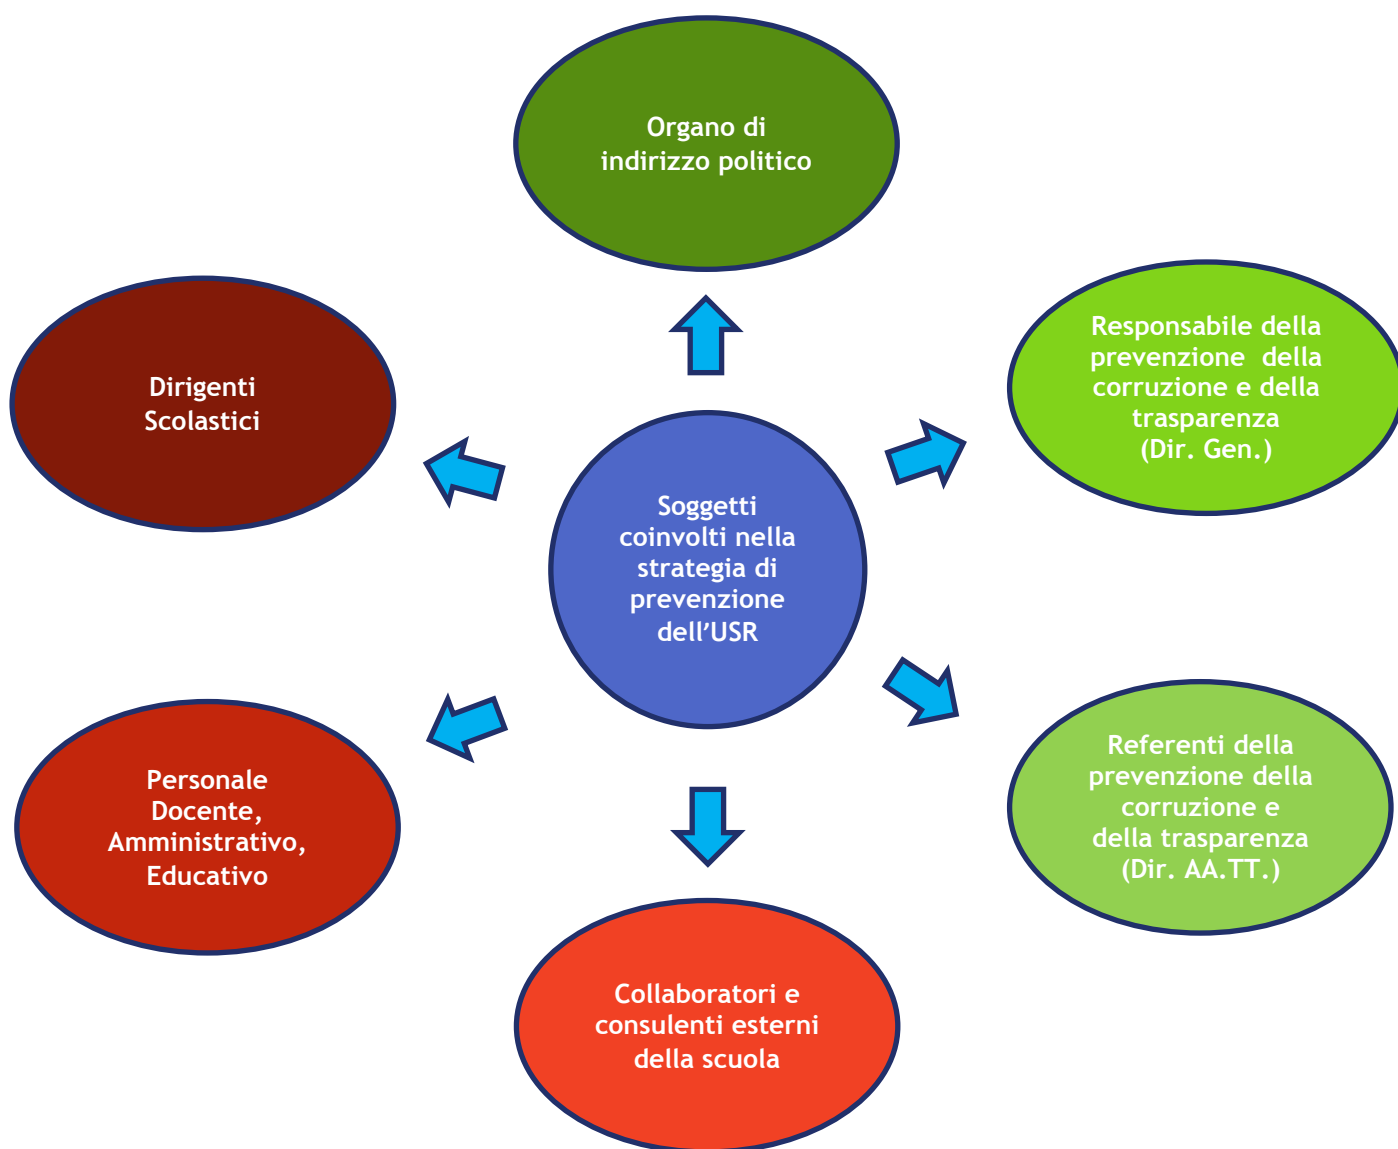 Organo di
indirizzo politico
Responsabile della
prevenzione della
corruzione e della
trasparenza
(Dir. Gen.)
Dirigenti
Scolastici
Soggetti
coinvolti nella
strategia di
prevenzione
dell’USR
Referenti della
prevenzione della
corruzione e
della trasparenza
(Dir. AA.TT.)
Personale
Docente,
Amministrativo,
Educativo
Collaboratori e
consulenti esterni
della scuola